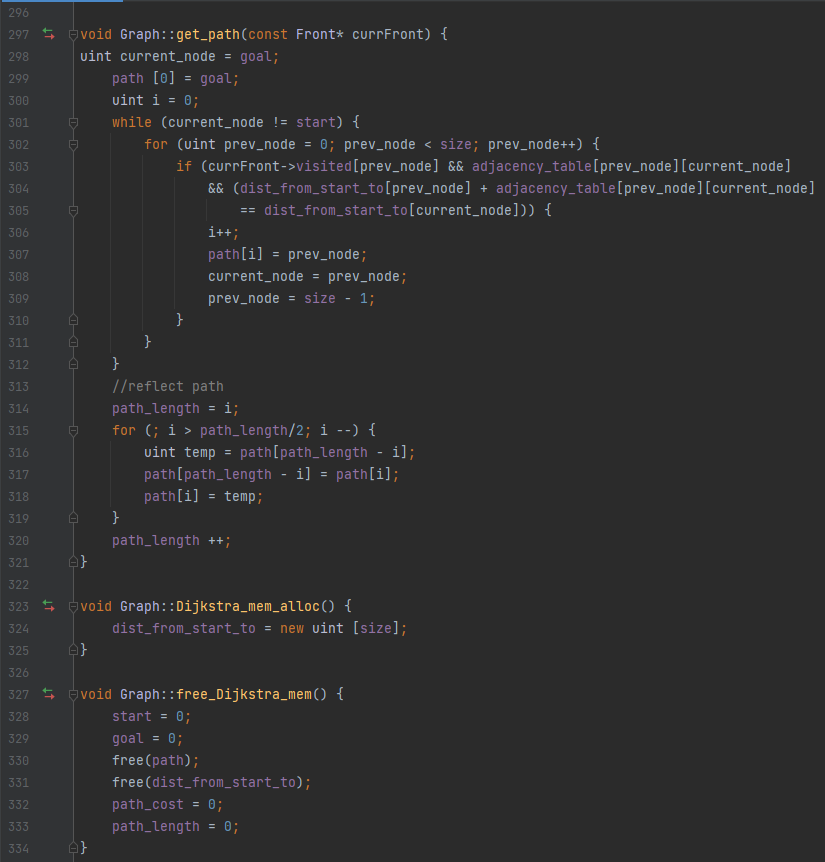 296
297 void Graph::get_path(const Front* currFront) {
298 uint current_node = goal;
299     path [0] = goal;
300     uint i = 0;
301     while (current_node != start) {
302         for (uint prev_node = 0; prev_node < size; prev_node++) {
303             if (currFront->visited[prev_node] && adjacency_table[prev_node][current_node]
304                 && (dist_from_start_to[prev_node] + adjacency_table[prev_node][current_node]
305                     == dist_from_start_to[current_node])) {
306                 i++;
307                 path[i] = prev_node;
308                 current_node = prev_node;
309                 prev_node = size - 1;
310             }
311         }
312     }
313     //reflect path
314     path_length = i;
315     for (; i > path_length/2; i --) {
316         uint temp = path[path_length - i];
317         path[path_length - i] = path[i];
318         path[i] = temp;
319     }
320     path_length ++;
321 }
322
323 void Graph::Dijkstra_mem_alloc() {
324     dist_from_start_to = new uint [size];
325 }
326
327 void Graph::free_Dijkstra_mem() {
328     start = 0;
329     goal = 0;
330     free(path);
331     free(dist_from_start_to);
332     path_cost = 0;
333     path_length = 0;
334 }